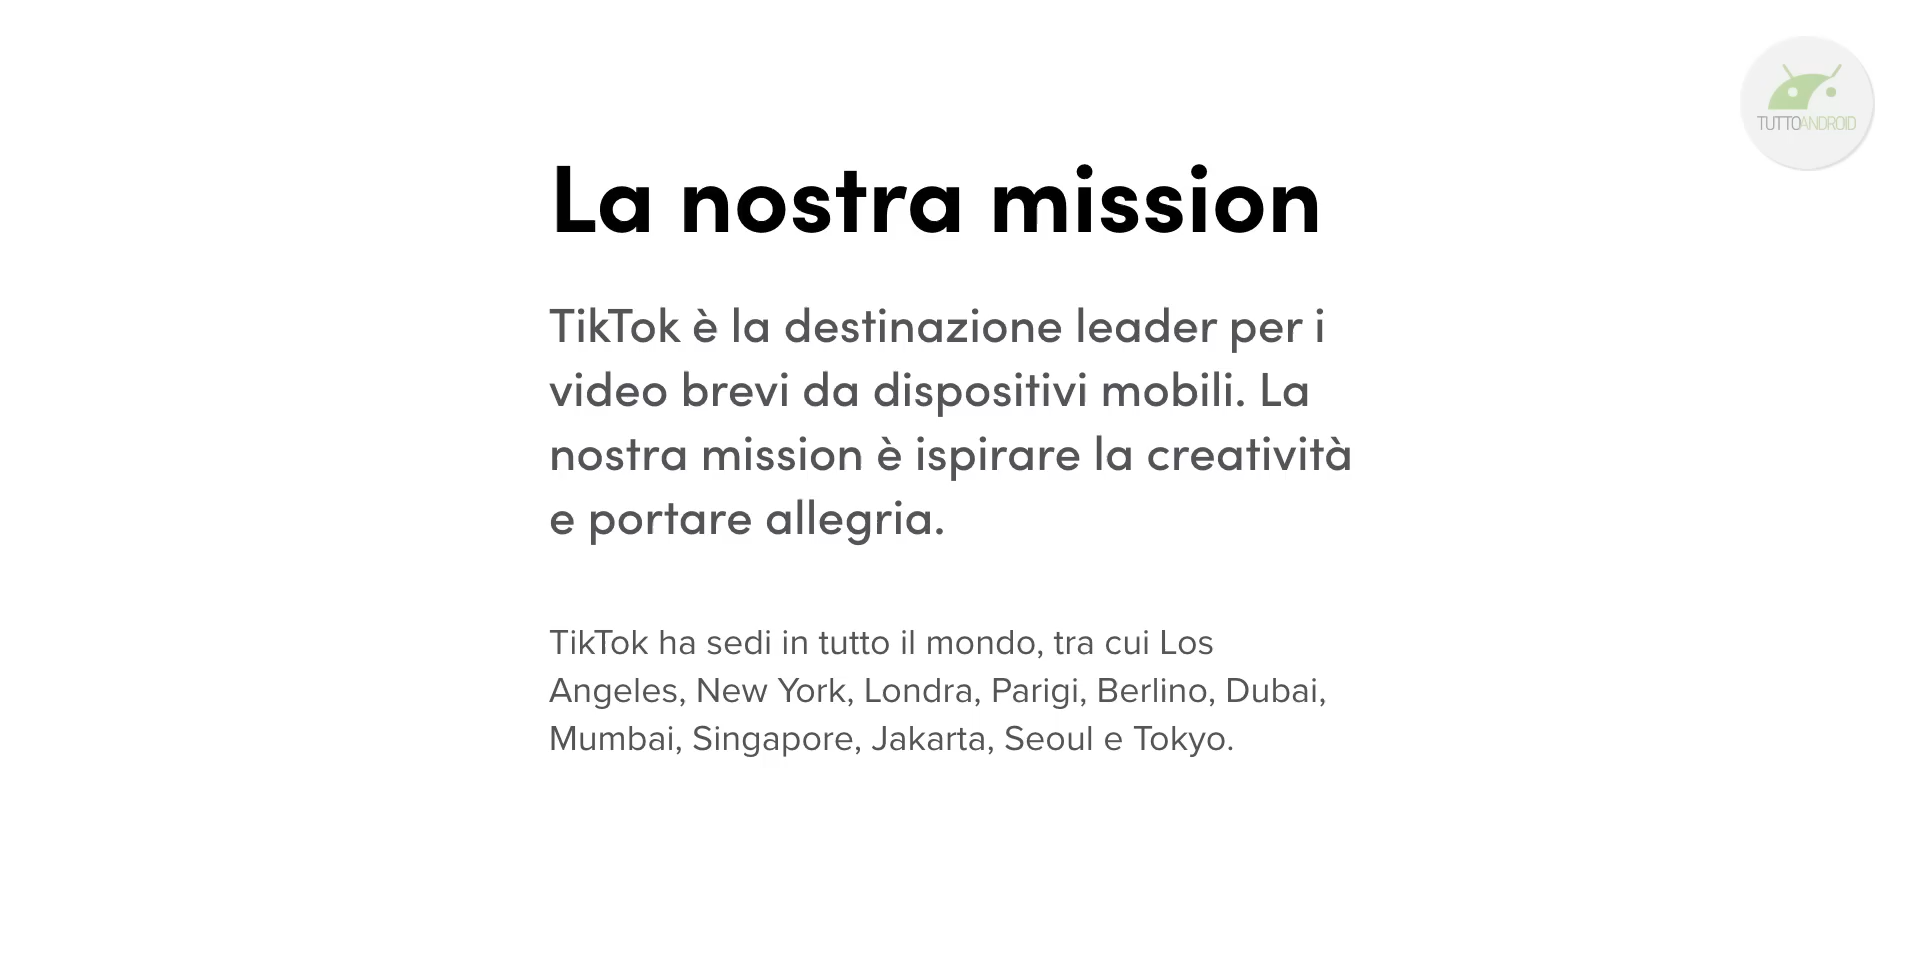 TUTTOANDROID
La nostra mission
TikTok è la destinazione leader per i
video brevi da dispositivi mobili. La
nostra mission è ispirare la creatività
e portare allegria.
TikTok ha sedi in tutto il mondo, tra cui Los
Angeles, New York, Londra, Parigi, Berlino, Dubai,
Mumbai, Singapore, Jakarta, Seoul e Tokyo.